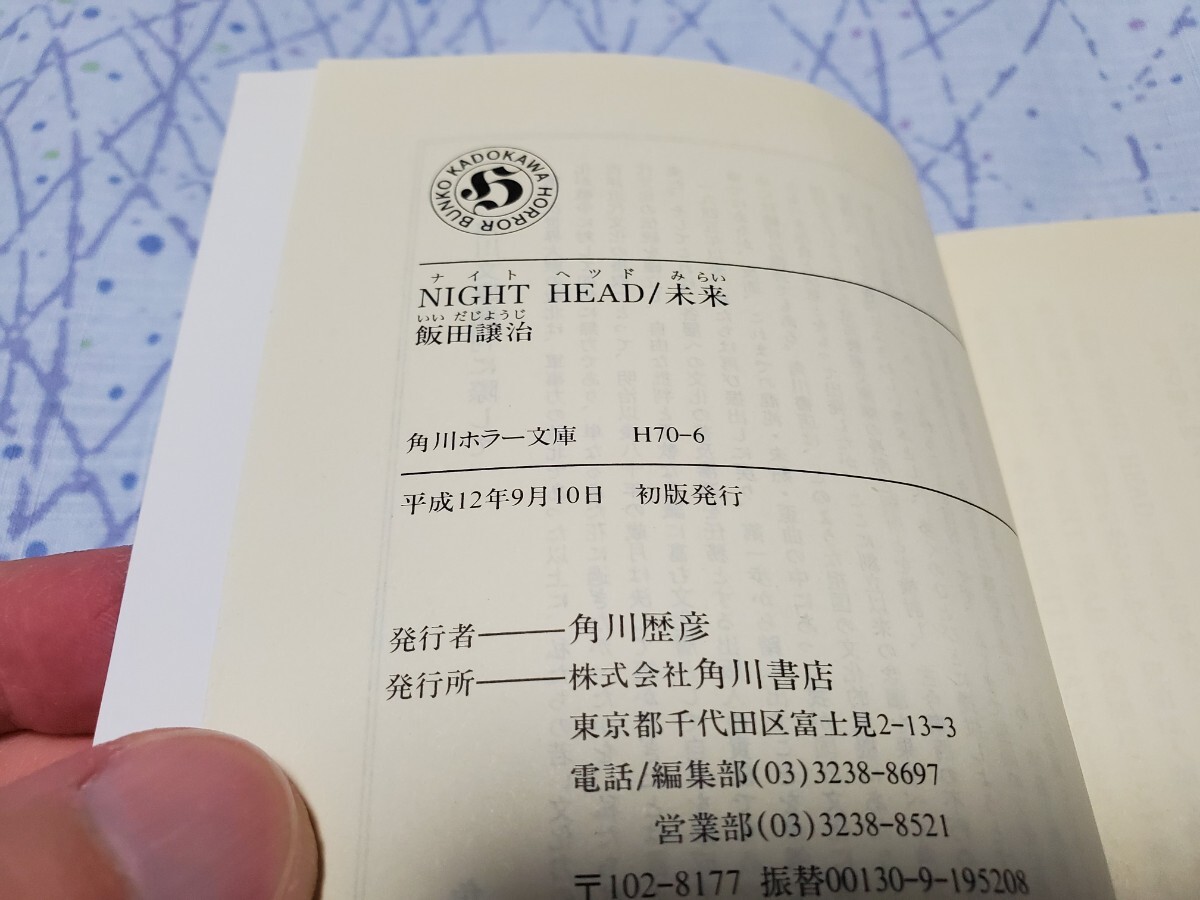 BUNKO KADOKAWA HORROR
ナイト ヘッド みらい
NIGHT HEAD/未来
いいだじようじ
飯田譲治
角川ホラー文庫 H70-6
平成12年9月10日 初版発行
発行者―――角川歴彦
発行所―――株式会社角川書店
東京都千代田区富士見2-13-3
電話/編集部(03)3238-8697
営業部(03)3238-8521
〒102-8177 振替00130-9-195208